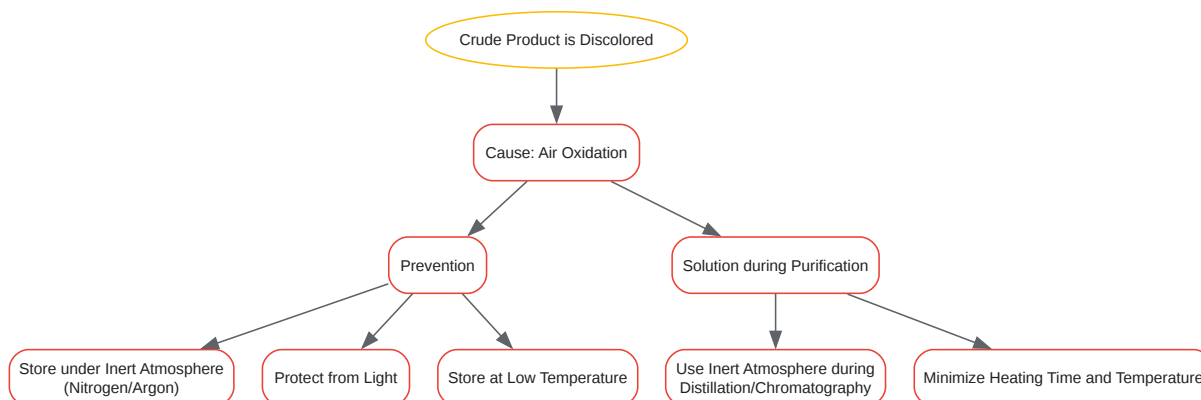 Crude Product is Discolored
Cause: Air Oxidation
Prevention
Solution during Purification
Store under Inert Atmosphere
(Nitrogen/Argon)
Protect from Light
Store at Low Temperature
Use Inert Atmosphere during
Distillation/Chromatography
Minimize Heating Time and Temperature